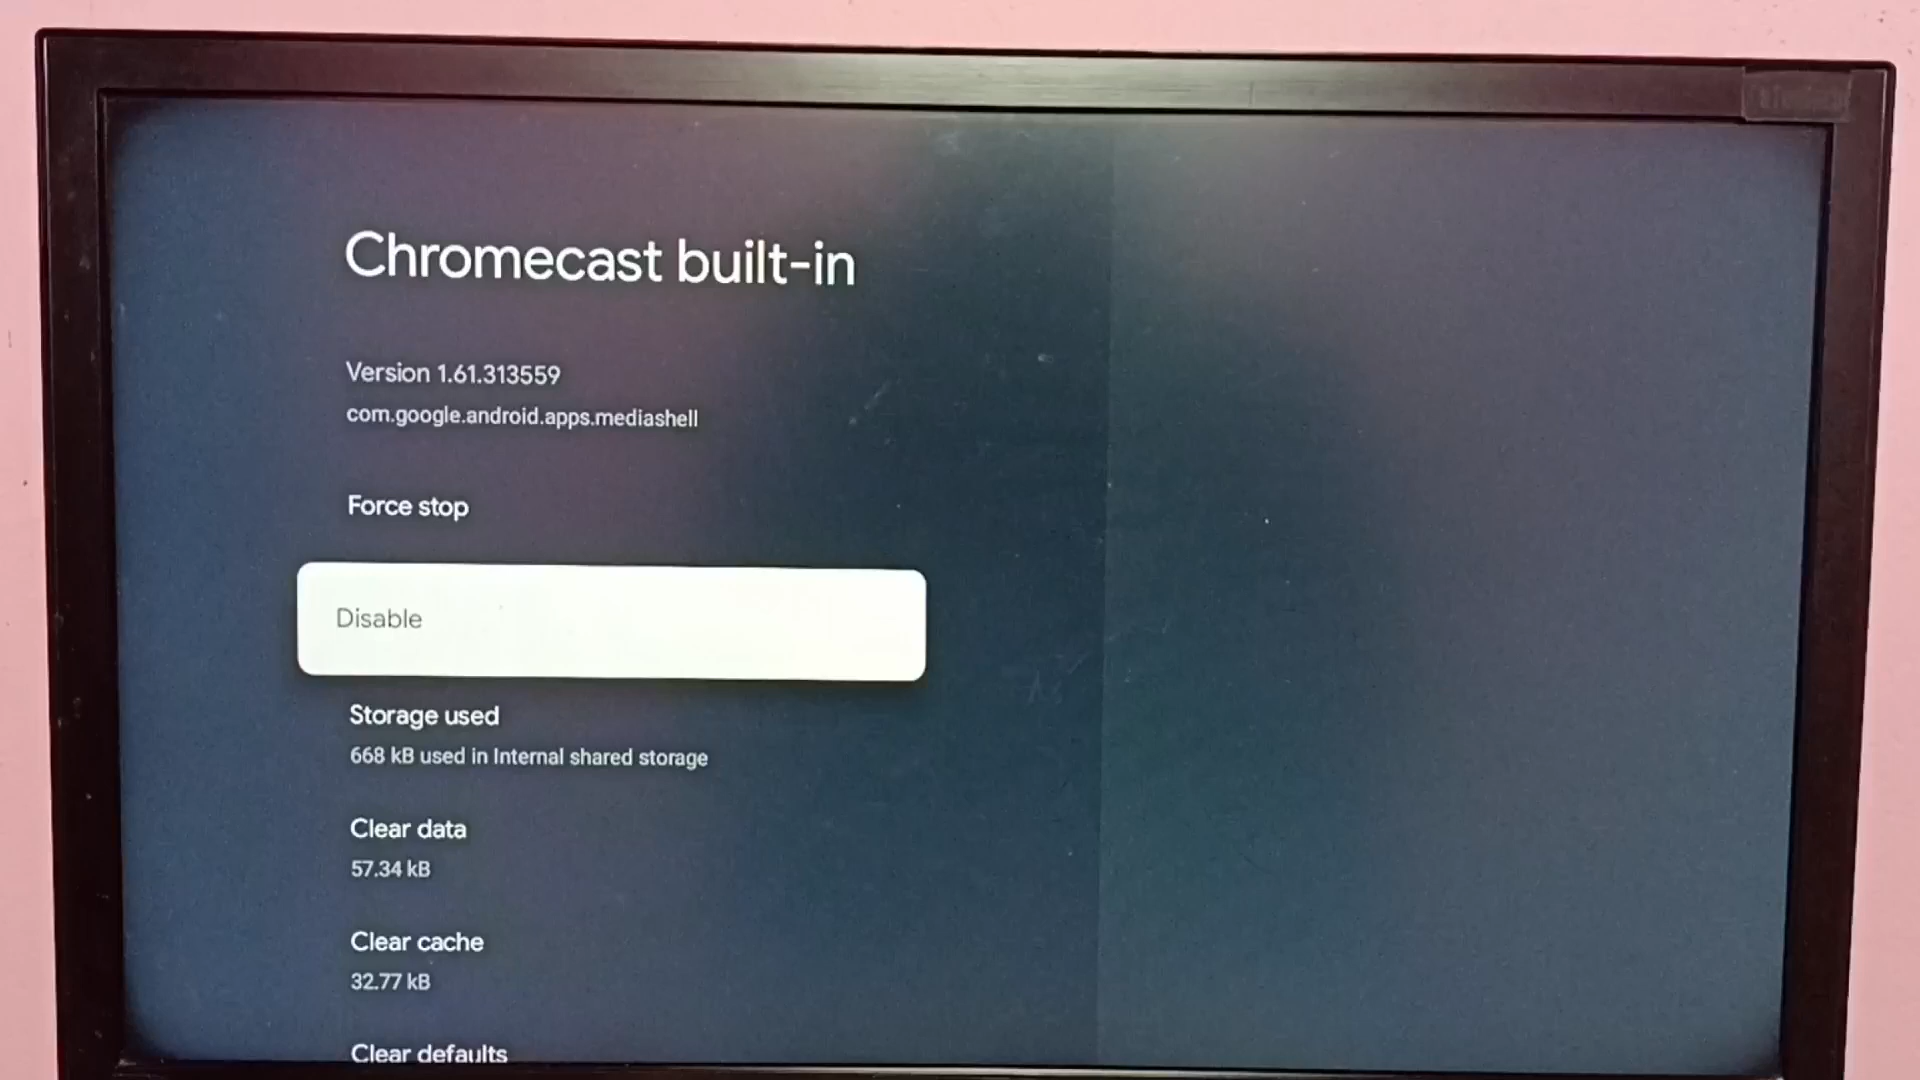 Chromecast built-in
Version 1.61.313559
com.google.android.apps.mediashell
Force stop
Disable
Storage used
668 kB used in Internal shared storage
Clear data
57.34 kB
Clear cache
32.77 kB
Clear defaults